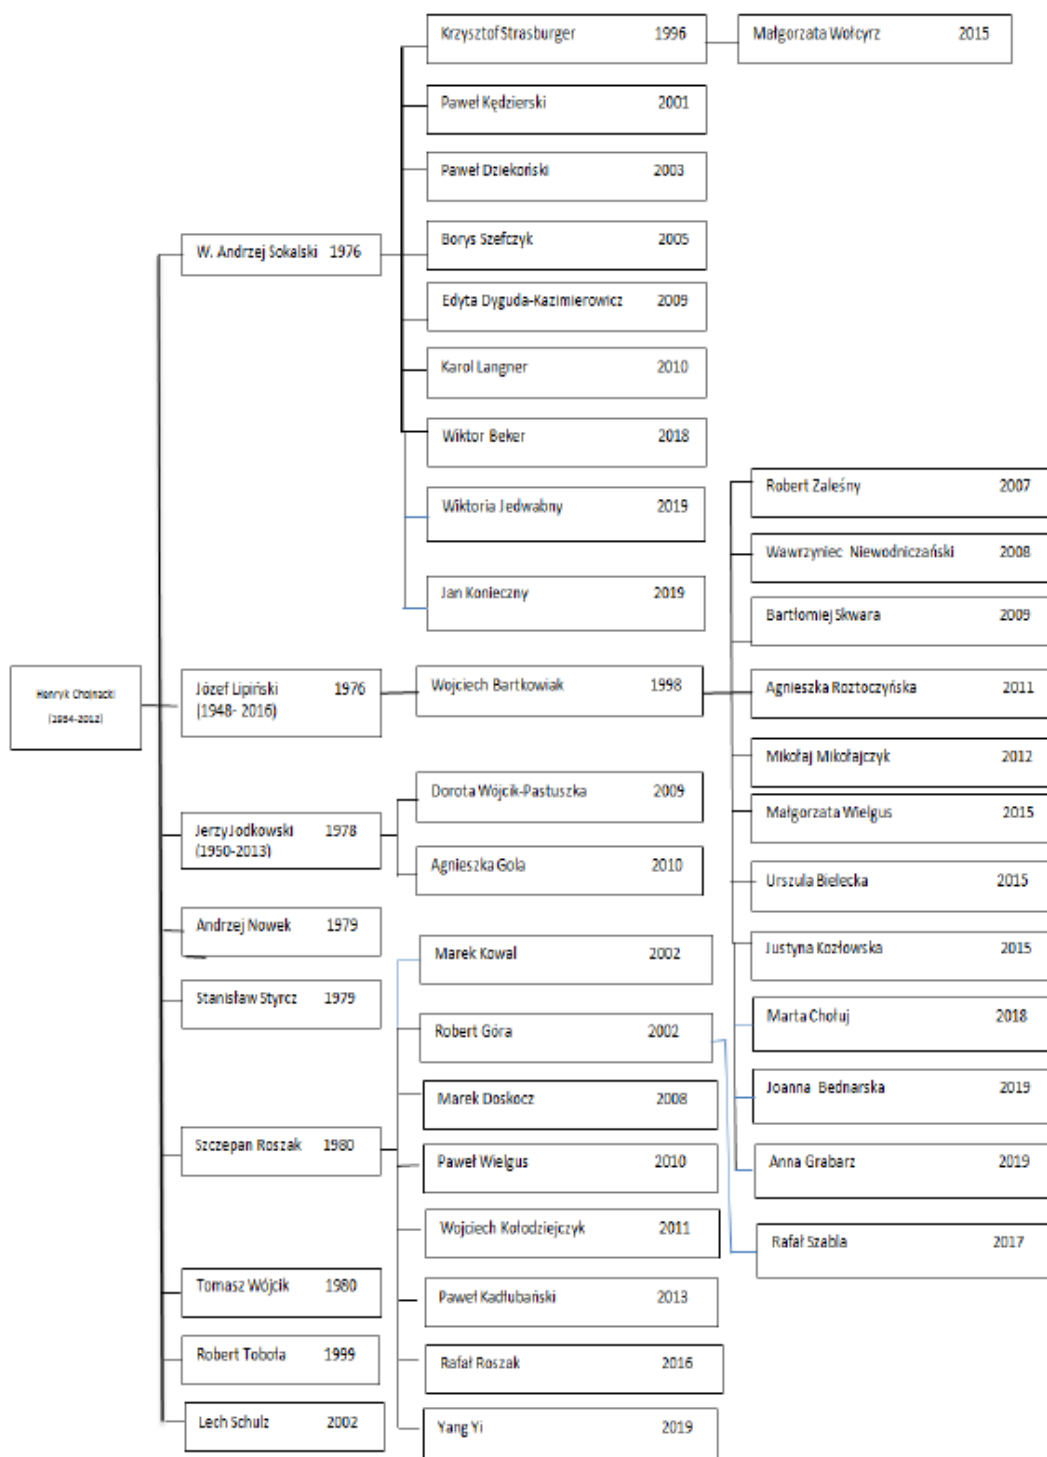 Krzysztof Strasburger 1996
Małgorzata Wołcyrz 2015
Paweł Kędzierski 2001
Paweł Dziekoński 2003
W. Andrzej Sokalski 1976
Borys Szefczyk 2005
Edyta Dyguda-Kazimierowicz 2009
Karol Langner 2010
Wiktor Beker 2018
Wiktoria Jedwabny 2019
Jan Konieczny 2019
Robert Zaleśny 2007
Wawrzyniec Niewodniczański 2008
Bartłomiej Skwara 2009
Henryk Chojnacki
Józef Lipiński 1976
(1948- 2016)
Wojciech Bartkowiak 1998
Agnieszka Roztoczyńska 2011
Mikołaj Mikołajczyk 2012
Małgorzata Wielgus 2015
Urszula Bielecka 2015
Justyna Kozłowska 2015
Marta Chołuj 2018
Joanna Bednarska 2019
Anna Grabarz 2019
Jerzy Jodkowski 1978
(1950-2013)
Dorota Wójcik-Pastuszka 2009
Agnieszka Gola 2010
Andrzej Nowek 1979
Stanisław Styrcz 1979
Szczepan Roszak 1980
Marek Kowal 2002
Robert Góra 2002
Rafał Szabla 2017
Marek Doskocz 2008
Paweł Wielgus 2010
Wojciech Kołodziejczyk 2011
Paweł Kadłubański 2013
Rafał Roszak 2016
Yang Yi 2019
Tomasz Wójcik 1980
Robert Toboła 1999
Lech Schulz 2002